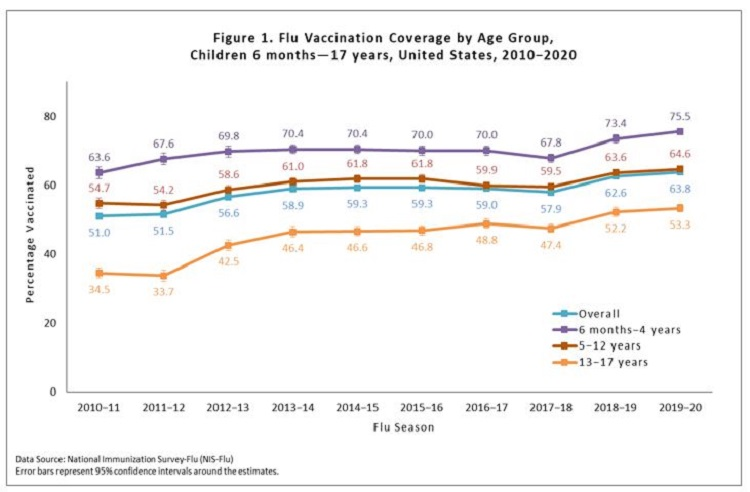 Figure 1. Flu Vaccination Coverage by Age Group,
Children 6 months—17 years, United States, 2010–2020
Percentage Vaccinated
80
60
40
20
0
63.6 67.6 69.8 70.4 70.4 70.0 70.0 67.8 73.4 75.5
54.7 54.2 58.6 61.0 61.8 61.8 59.9 59.5 63.6 64.6
51.0 51.5 56.6 58.9 59.3 59.3 59.0 57.9 62.6 63.8
34.5 33.7 42.5 46.4 46.6 46.8 48.8 47.4 52.2 53.3
Overall
6 months–4 years
5–12 years
13–17 years
2010–11 2011–12 2012–13 2013–14 2014–15 2015–16 2016–17 2017–18 2018–19 2019–20
Flu Season
Data Source: National Immunization Survey-Flu (NIS-Flu)
Error bars represent 95% confidence intervals around the estimates.